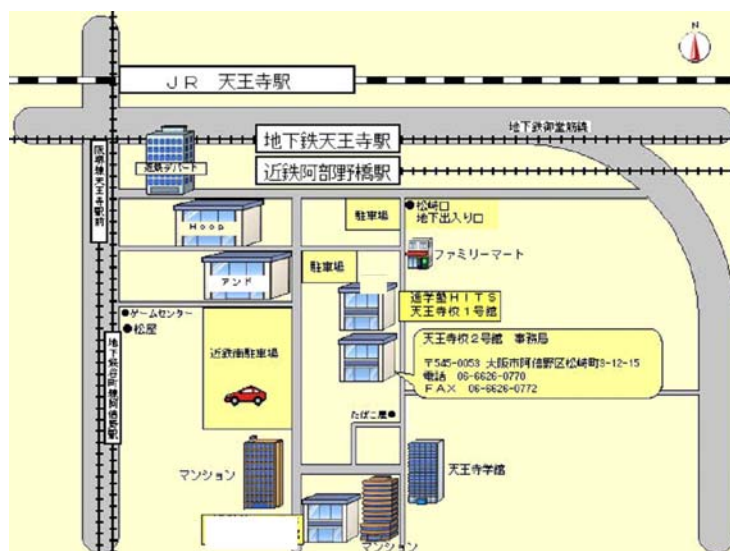 N
JR 天王寺駅
地下鉄御堂筋線
地下鉄天王寺駅
近鉄阿部野橋駅
阪堺線天王寺駅前
近鉄デパート
Hoop
駐車場
●松崎口
地下出入り口
ファミリーマート
駐車場
アンド
進学塾HITS
天王寺校1号館
●ゲームセンター
●松屋
近鉄南駐車場
天王寺校2号館 事務局
〒545-0053 大阪市阿倍野区松崎町3-12-15
電話 06-6626-0770
FAX 06-6626-0772
地下鉄谷町線阿倍野駅
たばこ屋●
マンション
天王寺学館
マンション